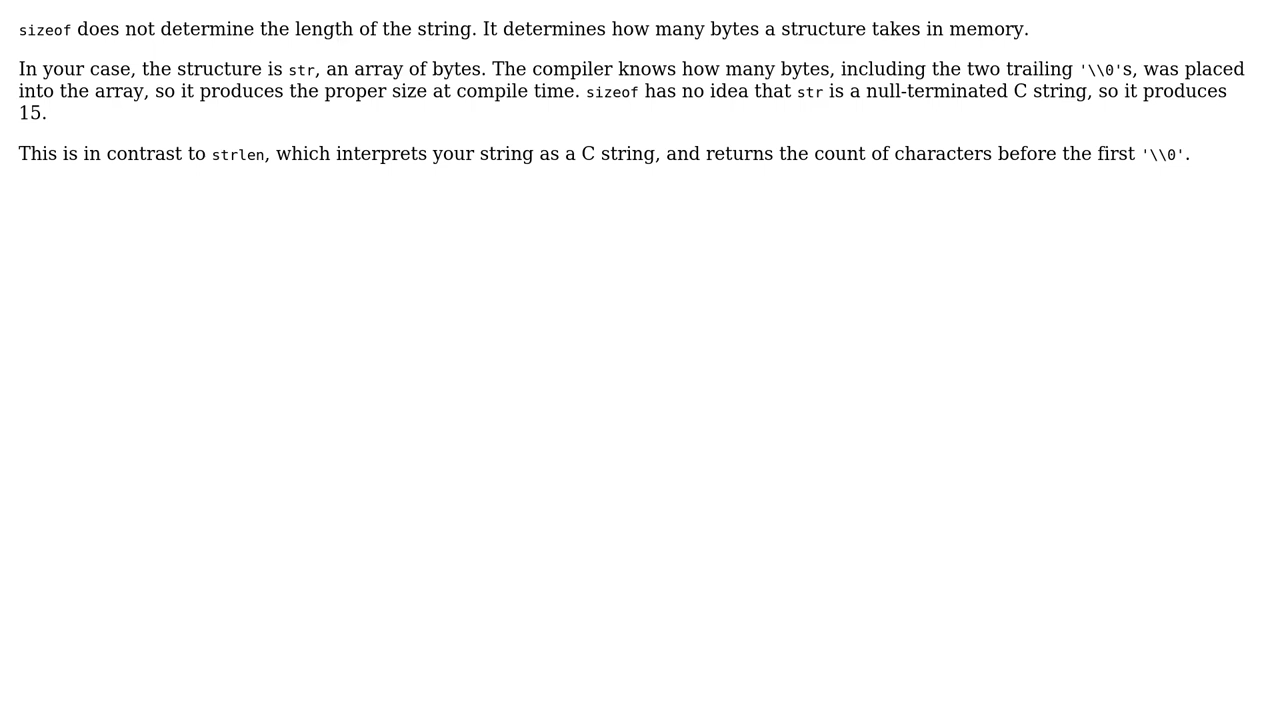 sizeof does not determine the length of the string. It determines how many bytes a structure takes in memory.
In your case, the structure is str, an array of bytes. The compiler knows how many bytes, including the two trailing '\\0's, was placed
into the array, so it produces the proper size at compile time. sizeof has no idea that str is a null-terminated C string, so it produces
15.
This is in contrast to strlen, which interprets your string as a C string, and returns the count of characters before the first '\\0'.